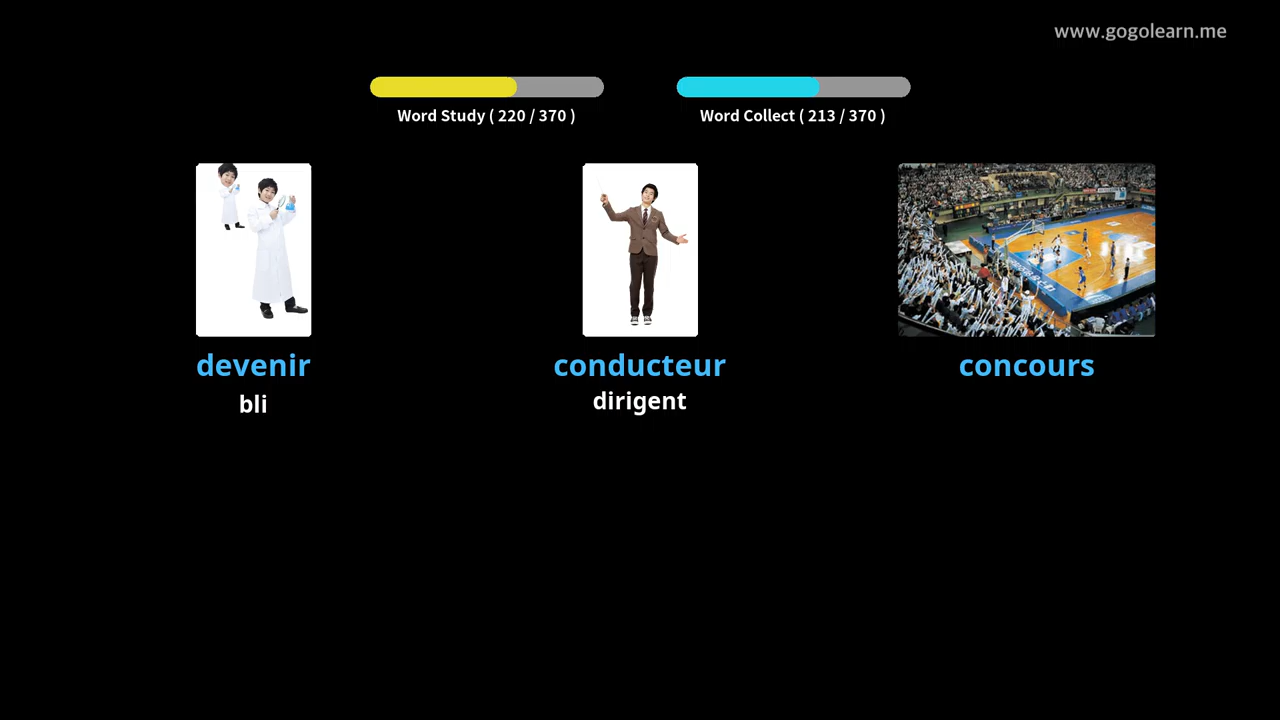 www.gogolearn.me
Word Study ( 220 / 370 )
Word Collect ( 213 / 370 )
devenir
bli
conducteur
dirigent
concours